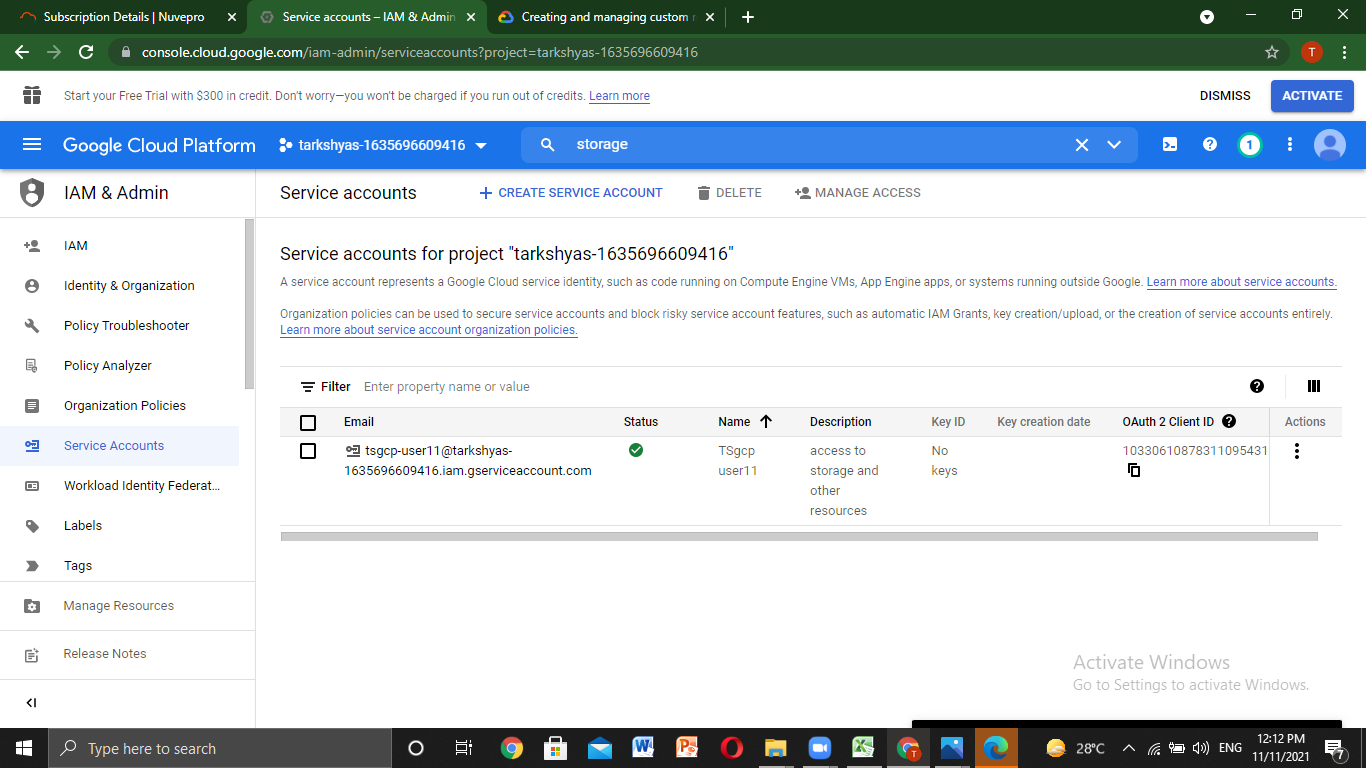 Subscription Details | Nuvepro
Service accounts – IAM & Admin
Creating and managing custom
console.cloud.google.com/iam-admin/serviceaccounts?project=tarkshyas-1635696609416
T
Start your Free Trial with $300 in credit. Don't worry—you won't be charged if you run out of credits. Learn more
DISMISS
ACTIVATE
Google Cloud Platform
tarkshyas-1635696609416
storage
1
IAM & Admin
Service accounts
CREATE SERVICE ACCOUNT
DELETE
MANAGE ACCESS
IAM
Identity & Organization
Policy Troubleshooter
Policy Analyzer
Organization Policies
Service Accounts
Workload Identity Federat...
Labels
Tags
Manage Resources
Release Notes
Service accounts for project "tarkshyas-1635696609416"
A service account represents a Google Cloud service identity, such as code running on Compute Engine VMs, App Engine apps, or systems running outside Google. Learn more about service accounts.
Organization policies can be used to secure service accounts and block risky service account features, such as automatic IAM Grants, key creation/upload, or the creation of service accounts entirely.
Learn more about service account organization policies.
Filter Enter property name or value
Email
Status
Name
Description
Key ID
Key creation date
OAuth 2 Client ID
Actions
tsgcp-user11@tarkshyas-
1635696609416.iam.gserviceaccount.com
TSgcp
user11
access to
storage and
other
resources
No
keys
10330610878311095431
Activate Windows
Go to Settings to activate Windows.
Type here to search
T
28°C
ENG
12:12 PM
11/11/2021
7